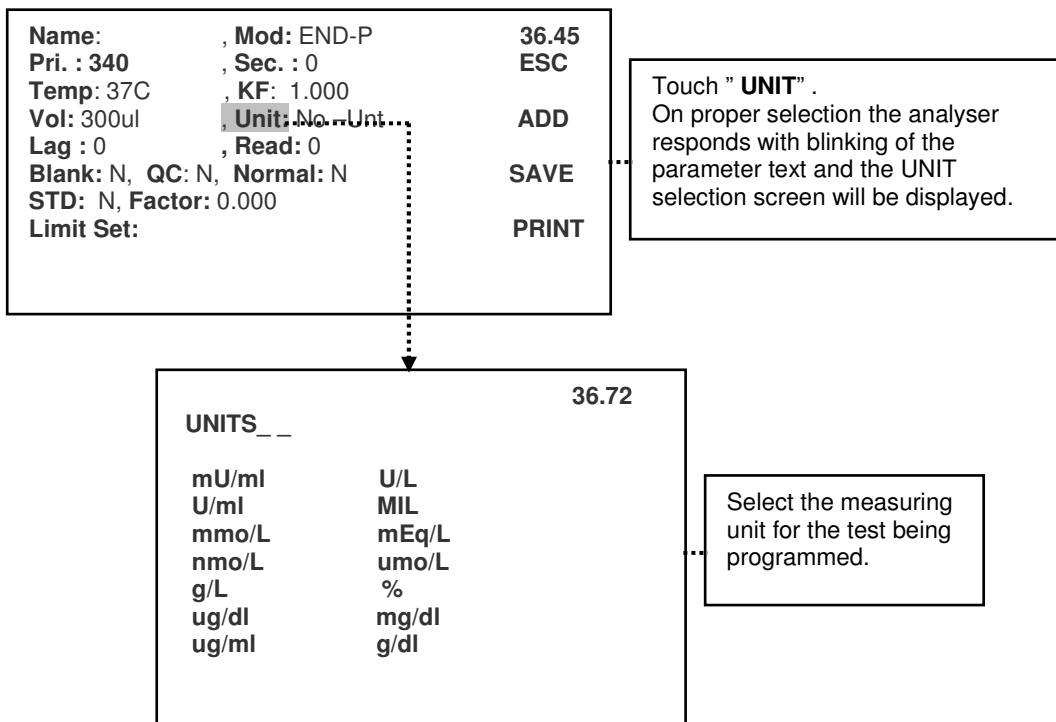 Name: , Mod: END-P 36.45
Pri. : 340 , Sec. : 0 ESC
Temp: 37C , KF: 1.000
Vol: 300ul , Unit: No –Unt ADD
Lag : 0 , Read: 0
Blank: N, QC: N, Normal: N SAVE
STD: N, Factor: 0.000
Limit Set: PRINT
Touch ” UNIT” .
On proper selection the analyser
responds with blinking of the
parameter text and the UNIT
selection screen will be displayed.
36.72
UNITS_ _
mU/ml U/L
U/ml MIL
mmo/L mEq/L
nmo/L umo/L
g/L %
ug/dl mg/dl
ug/ml g/dl
Select the measuring
unit for the test being
programmed.